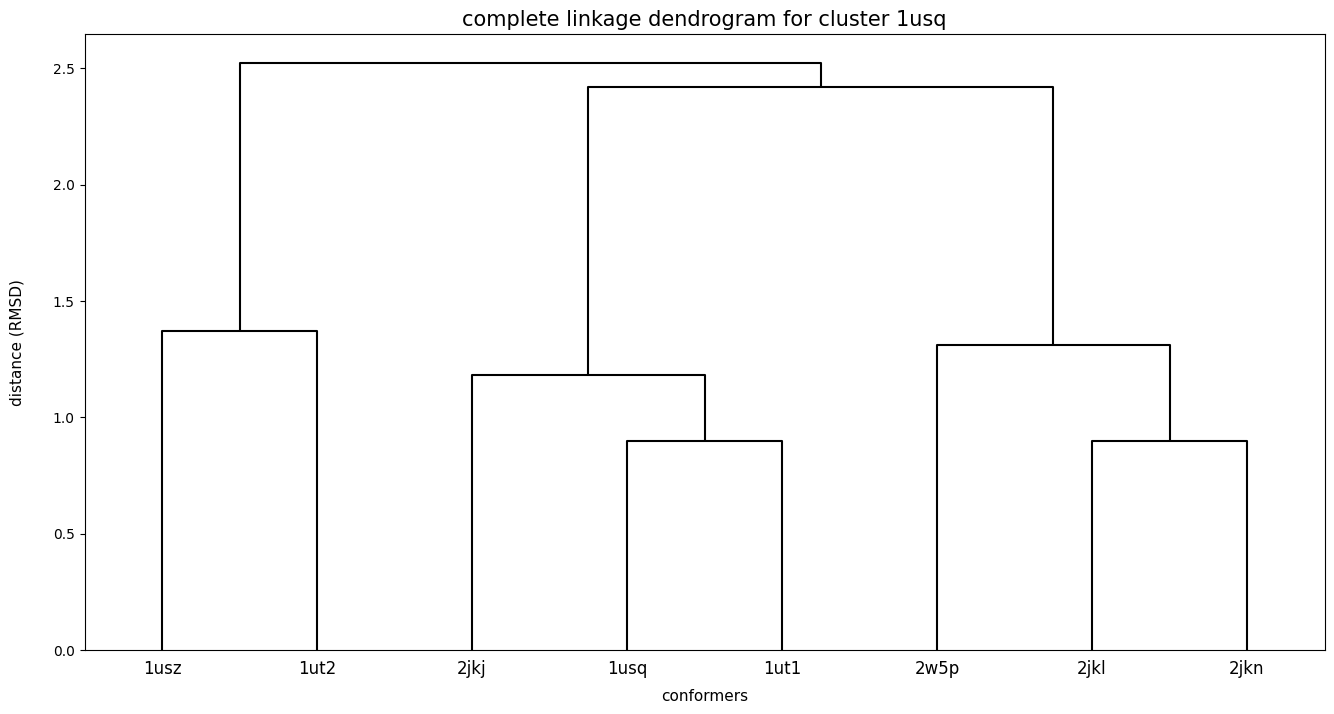 complete linkage dendrogram for cluster 1usq
2.5
2.0
1.5
1.0
0.5
0.0
distance (RMSD)
1usz 1ut2 2jkj 1usq 1ut1 2w5p 2jkl 2jkn
conformers